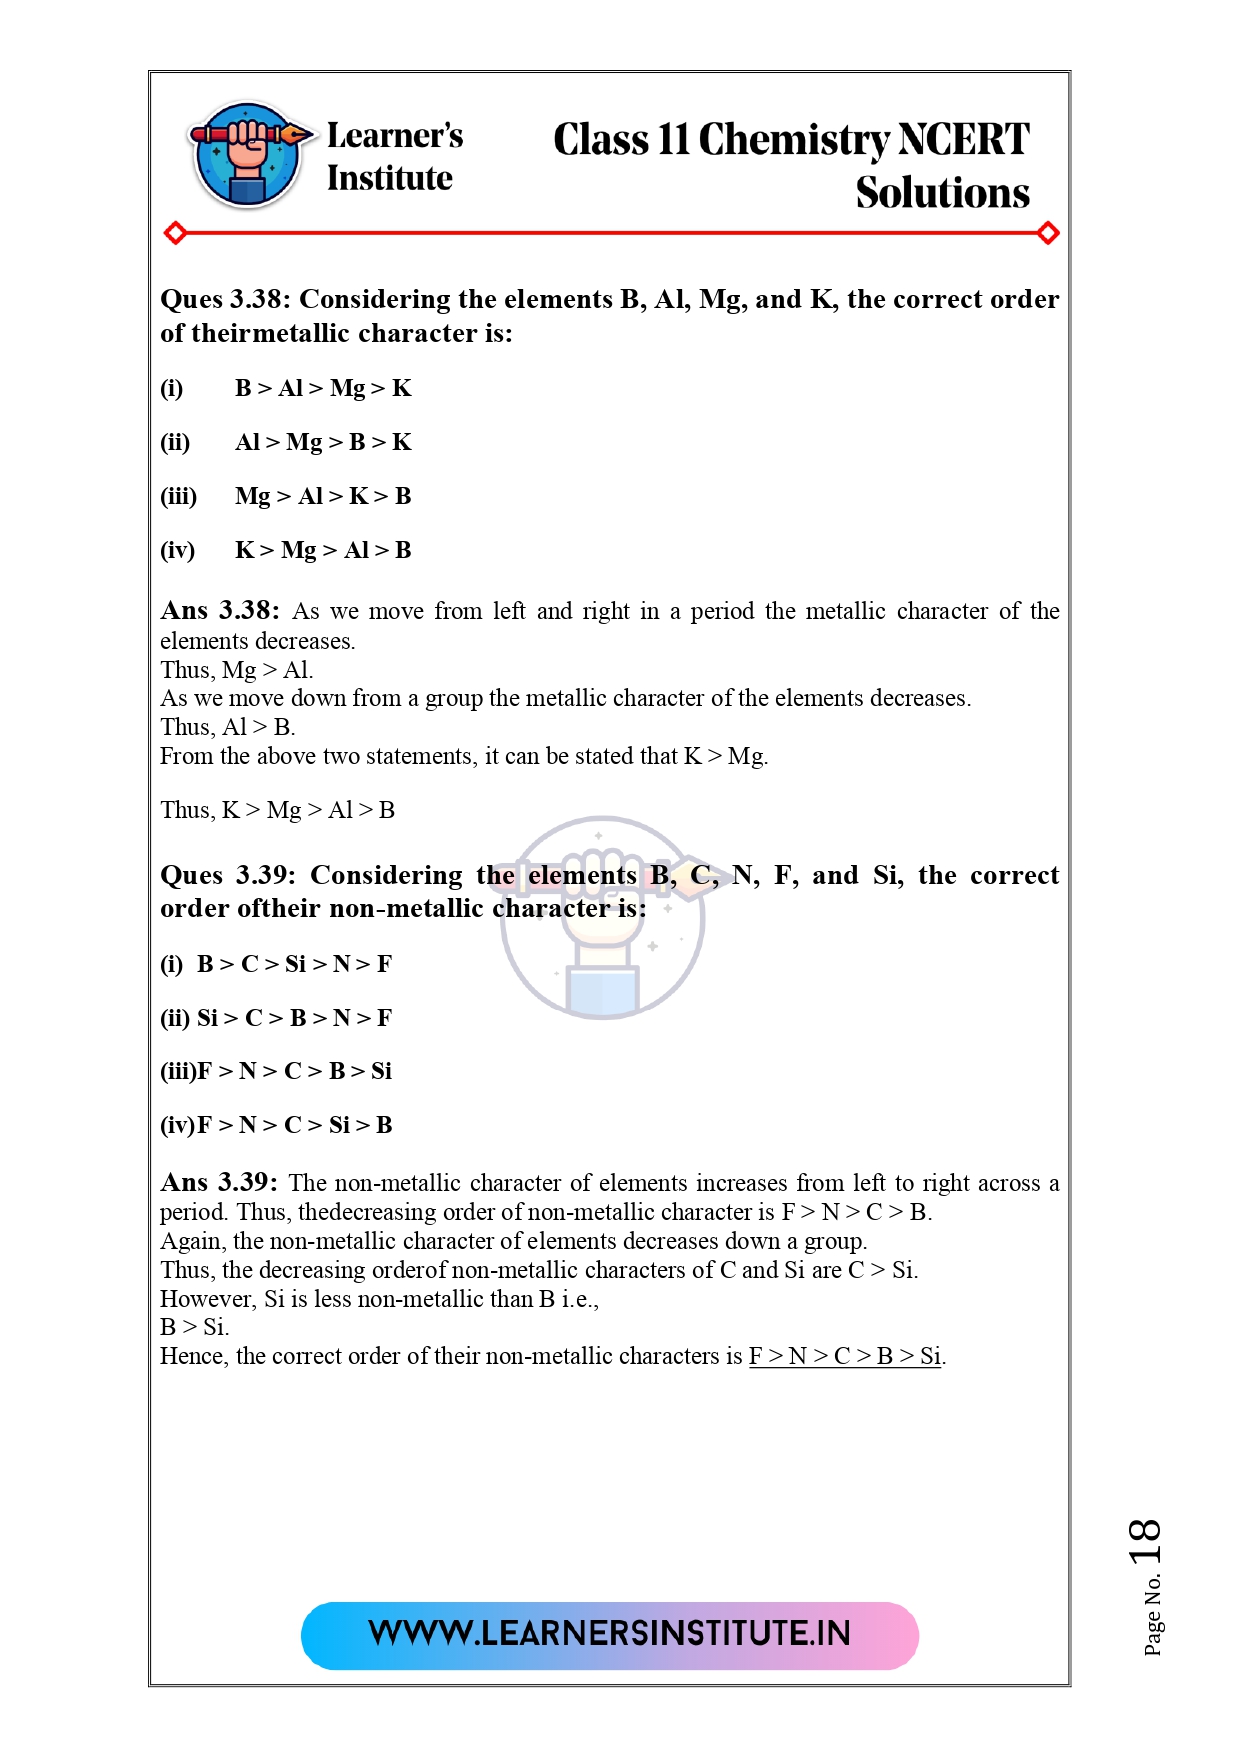 Learner's
Institute
Class 11 Chemistry NCERT
Solutions
Ques 3.38: Considering the elements B, Al, Mg, and K, the correct order
of theirmetallic character is:
(i) B > Al > Mg > K
(ii) Al > Mg > B > K
(iii) Mg > Al > K > B
(iv) K > Mg > Al > B
Ans 3.38: As we move from left and right in a period the metallic character of the
elements decreases.
Thus, Mg > Al.
As we move down from a group the metallic character of the elements decreases.
Thus, Al > B.
From the above two statements, it can be stated that K > Mg.
Thus, K > Mg > Al > B
Ques 3.39: Considering the elements B, C, N, F, and Si, the correct
order oftheir non-metallic character is:
(i) B > C > Si > N > F
(ii) Si > C > B > N > F
(iii)F > N > C > B > Si
(iv)F > N > C > Si > B
Ans 3.39: The non-metallic character of elements increases from left to right across a
period. Thus, thedecreasing order of non-metallic character is F > N > C > B.
Again, the non-metallic character of elements decreases down a group.
Thus, the decreasing orderof non-metallic characters of C and Si are C > Si.
However, Si is less non-metallic than B i.e.,
B > Si.
Hence, the correct order of their non-metallic characters is F > N > C > B > Si.
Page No. 18
WWW.LEARNERSINSTITUTE.IN